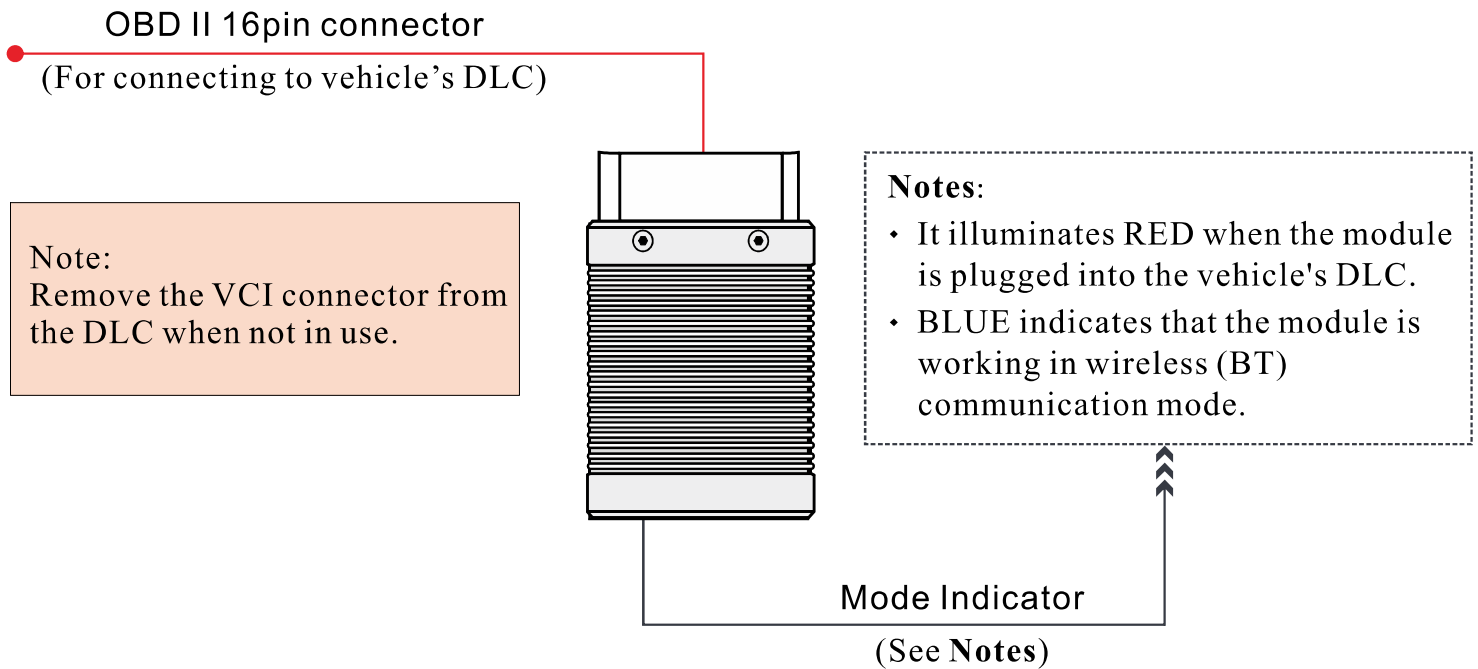 OBD II 16pin connector
(For connecting to vehicle’s DLC)
Note:
Remove the VCI connector from
the DLC when not in use.
Notes:
· It illuminates RED when the module
is plugged into the vehicle's DLC.
· BLUE indicates that the module is
working in wireless (BT)
communication mode.
Mode Indicator
(See Notes)